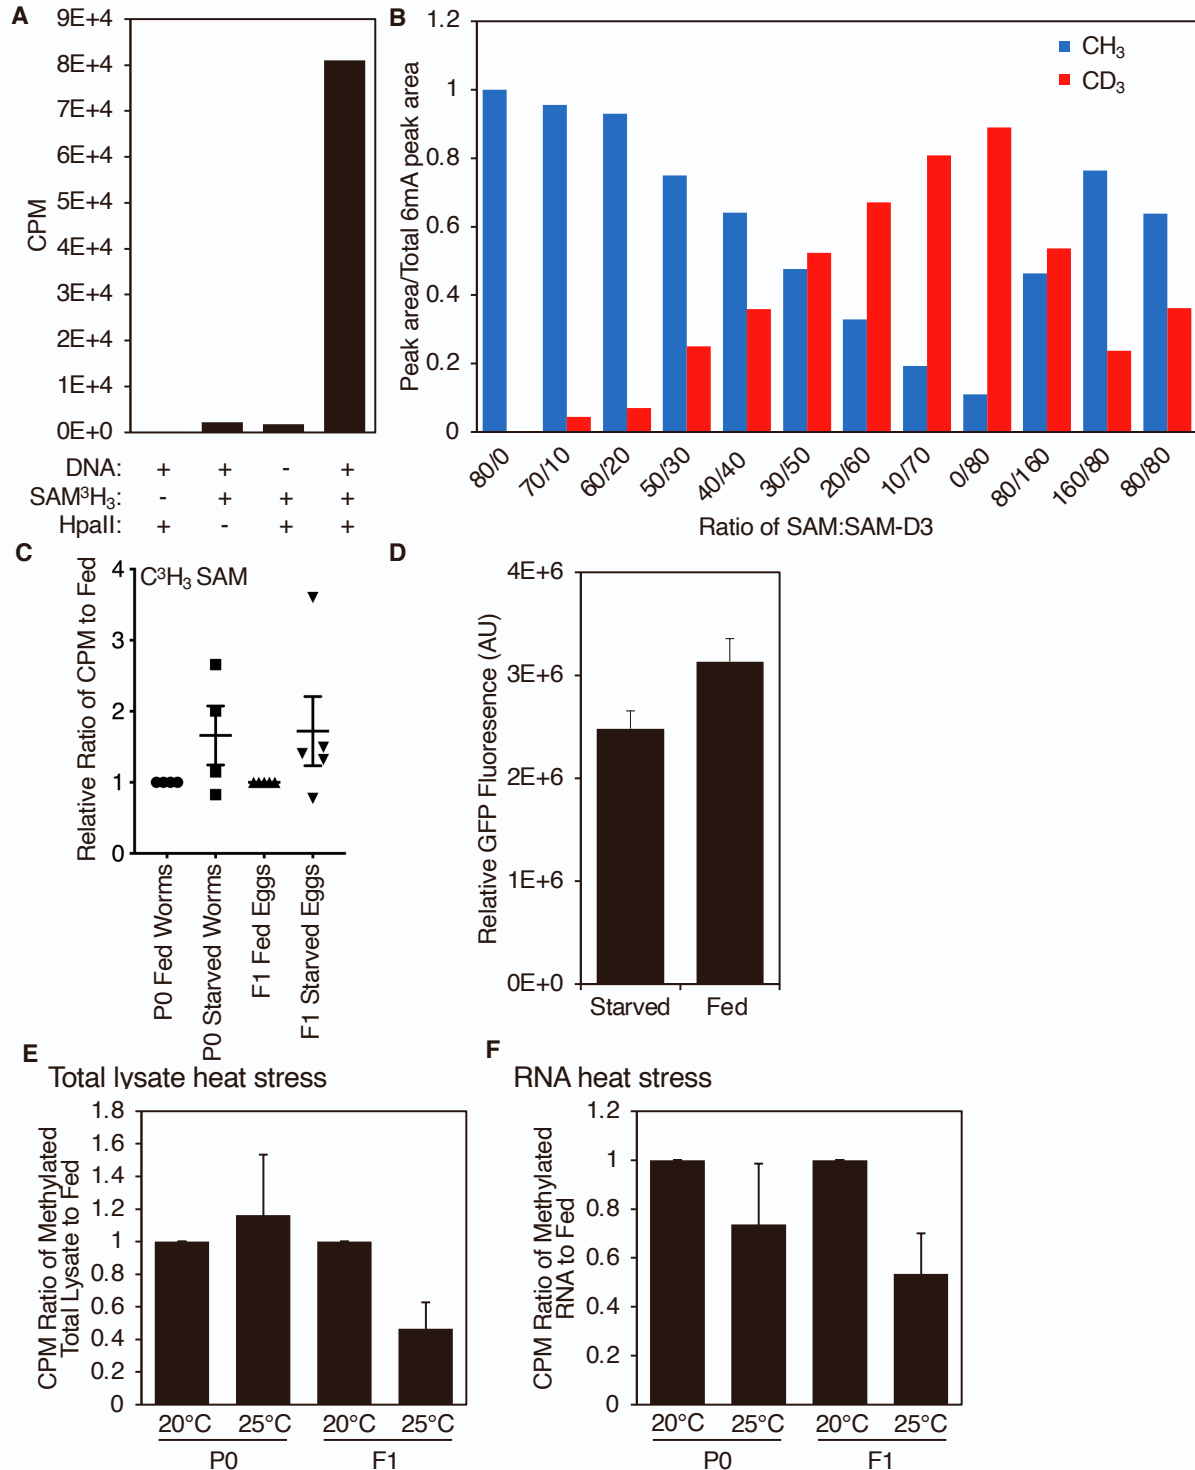 A
9E+4
8E+4
7E+4
6E+4
5E+4
4E+4
3E+4
2E+4
1E+4
0E+0
CPM
DNA: + + - +
SAM³H₃: - + + +
HpaII: + - + +
B
1.2
1
0.8
0.6
0.4
0.2
0
Peak area/Total 6mA peak area
CH₃
CD₃
80/0 70/10 60/20 50/30 40/40 30/50 20/60 10/70 0/80 80/160 160/80 80/80
Ratio of SAM:SAM-D3
C
C³H₃ SAM
4
3
2
1
0
Relative Ratio of CPM to Fed
P0 Fed Worms
P0 Starved Worms
F1 Fed Eggs
F1 Starved Eggs
D
4E+6
3E+6
2E+6
1E+6
0E+0
Relative GFP Fluoresence (AU)
Starved Fed
E
Total lysate heat stress
1.8
1.6
1.4
1.2
1
0.8
0.6
0.4
0.2
0
CPM Ratio of Methylated
Total Lysate to Fed
20°C 25°C 20°C 25°C
P0 F1
F
RNA heat stress
1.2
1
0.8
0.6
0.4
0.2
0
CPM Ratio of Methylated
RNA to Fed
20°C 25°C 20°C 25°C
P0 F1